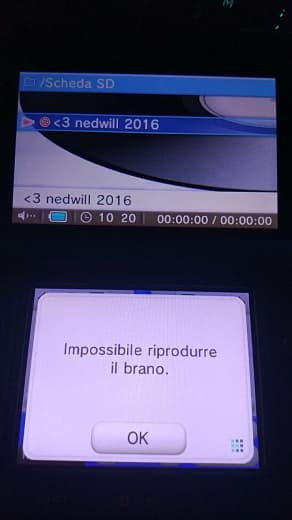 /Scheda SD
<3 nedwill 2016
<3 nedwill 2016
10 20 00:00:00 / 00:00:00
Impossibile riprodurre
il brano.
OK